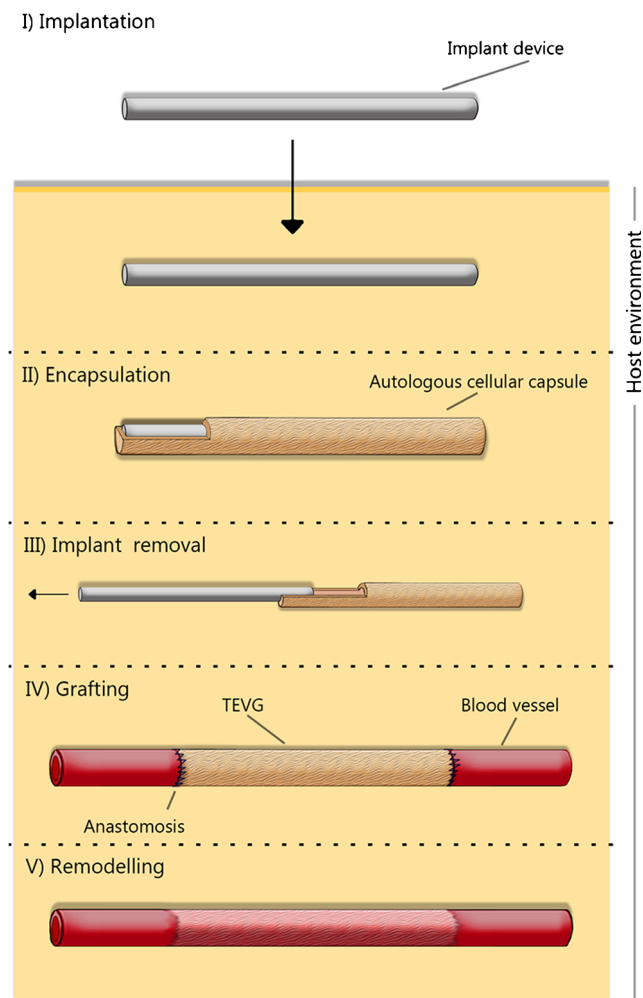 I) Implantation
Implant device
Host environment
II) Encapsulation
Autologous cellular capsule
III) Implant removal
IV) Grafting
TEVG
Blood vessel
Anastomosis
V) Remodelling